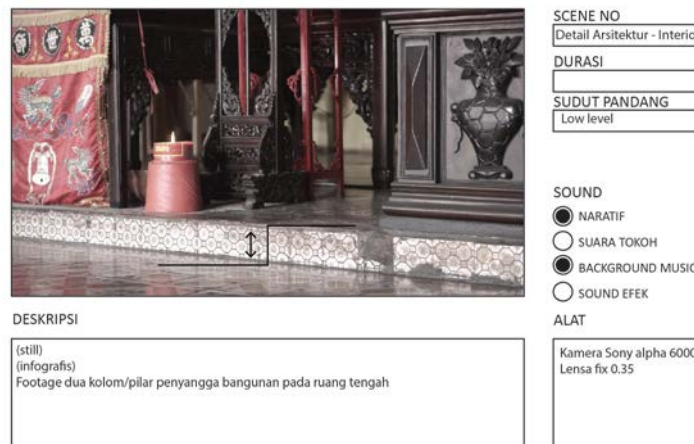 SCENE NO
Detail Arsitektur - Interio
DURASI
SUDUT PANDANG
Low level
SOUND
NARATIF
SUARA TOKOH
BACKGROUND MUSIC
SOUND EFEK
DESKRIPSI
(still)
(infografis)
Footage dua kolom/pilar penyangga bangunan pada ruang tengah
ALAT
Kamera Sony alpha 6000
Lensa fix 0.35